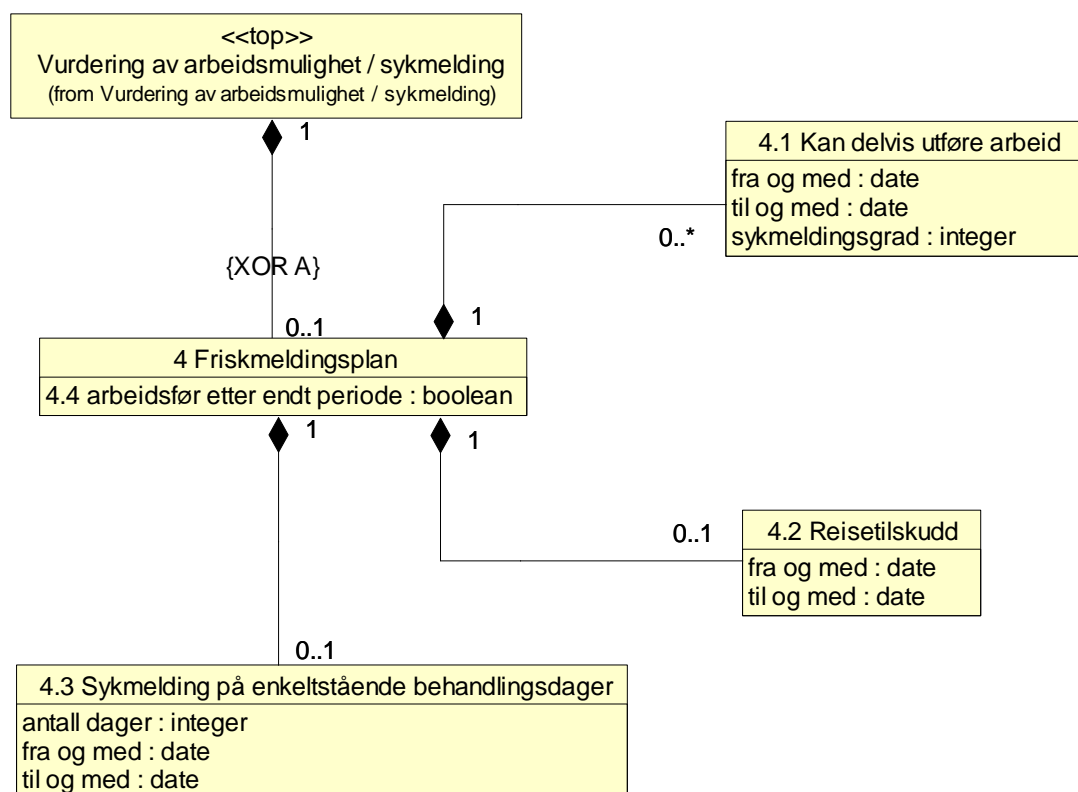 <<top>>
Vurdering av arbeidsmulighet / sykmelding
(from Vurdering av arbeidsmulighet / sykmelding)
1
4.1 Kan delvis utføre arbeid
fra og med : date
til og med : date
sykmeldingsgrad : integer
0..*
{XOR A}
0..1
1
4 Friskmeldingsplan
4.4 arbeidsfør etter endt periode : boolean
1
1
0..1
4.2 Reisetilskudd
fra og med : date
til og med : date
0..1
4.3 Sykmelding på enkeltstående behandlingsdager
antall dager : integer
fra og med : date
til og med : date